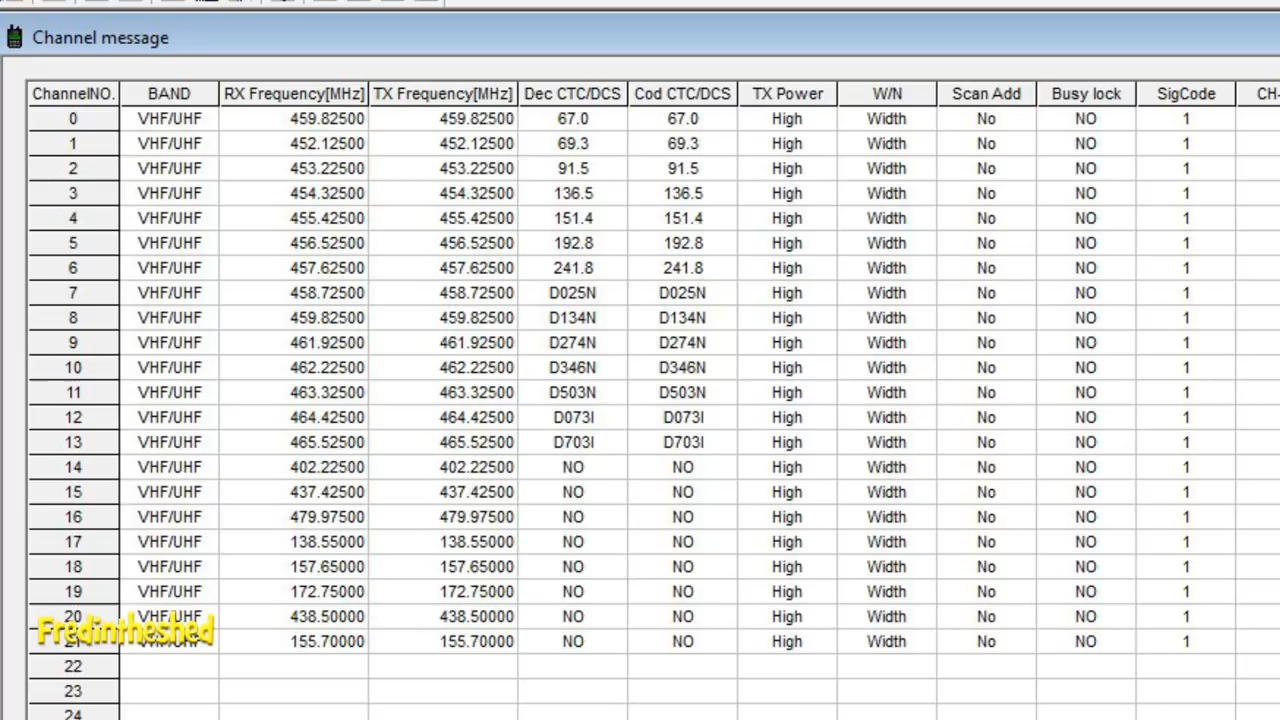 Channel message
ChannelNO. BAND RX Frequency[MHz] TX Frequency[MHz] Dec CTC/DCS Cod CTC/DCS TX Power W/N Scan Add Busy lock SigCode CH-
0 VHF/UHF 459.82500 459.82500 67.0 67.0 High Width No NO 1
1 VHF/UHF 452.12500 452.12500 69.3 69.3 High Width No NO 1
2 VHF/UHF 453.22500 453.22500 91.5 91.5 High Width No NO 1
3 VHF/UHF 454.32500 454.32500 136.5 136.5 High Width No NO 1
4 VHF/UHF 455.42500 455.42500 151.4 151.4 High Width No NO 1
5 VHF/UHF 456.52500 456.52500 192.8 192.8 High Width No NO 1
6 VHF/UHF 457.62500 457.62500 241.8 241.8 High Width No NO 1
7 VHF/UHF 458.72500 458.72500 D025N D025N High Width No NO 1
8 VHF/UHF 459.82500 459.82500 D134N D134N High Width No NO 1
9 VHF/UHF 461.92500 461.92500 D274N D274N High Width No NO 1
10 VHF/UHF 462.22500 462.22500 D346N D346N High Width No NO 1
11 VHF/UHF 463.32500 463.32500 D503N D503N High Width No NO 1
12 VHF/UHF 464.42500 464.42500 D073I D073I High Width No NO 1
13 VHF/UHF 465.52500 465.52500 D703I D703I High Width No NO 1
14 VHF/UHF 402.22500 402.22500 NO NO High Width No NO 1
15 VHF/UHF 437.42500 437.42500 NO NO High Width No NO 1
16 VHF/UHF 479.97500 479.97500 NO NO High Width No NO 1
17 VHF/UHF 138.55000 138.55000 NO NO High Width No NO 1
18 VHF/UHF 157.65000 157.65000 NO NO High Width No NO 1
19 VHF/UHF 172.75000 172.75000 NO NO High Width No NO 1
20 VHF/UHF 438.50000 438.50000 NO NO High Width No NO 1
Fredintheshed
21 VHF/UHF 155.70000 155.70000 NO NO High Width No NO 1
22
23
24